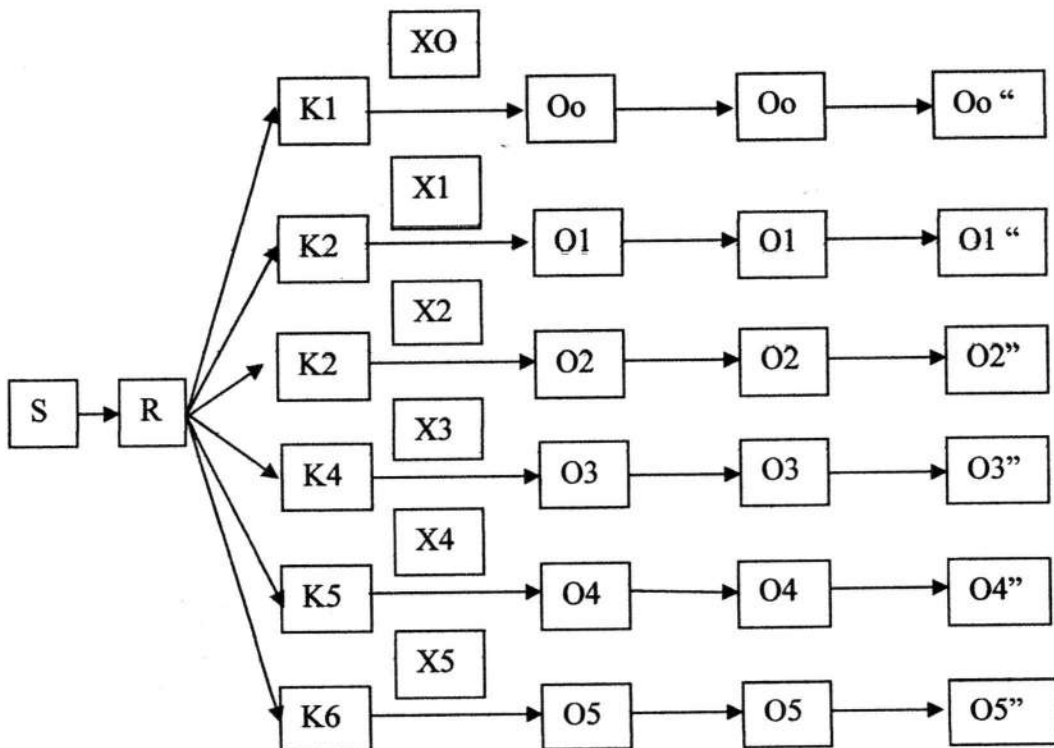 XO
K1 Oo Oo Oo “
X1
K2 O1 O1 O1 “
X2
K2 O2 O2 O2”
S R
X3
K4 O3 O3 O3”
X4
K5 O4 O4 O4”
X5
K6 O5 O5 O5”